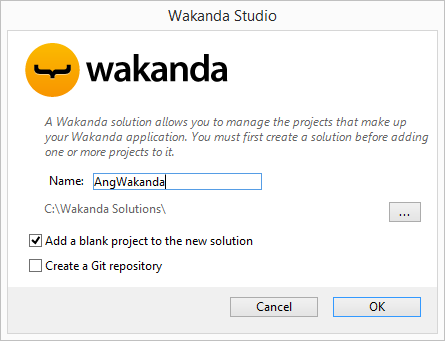 Wakanda Studio
wakanda
A Wakanda solution allows you to manage the projects that make up
your Wakanda application. You must first create a solution before adding
one or more projects to it.
Name: AngWakanda
C:\Wakanda Solutions\
...
Add a blank project to the new solution
Create a Git repository
Cancel OK